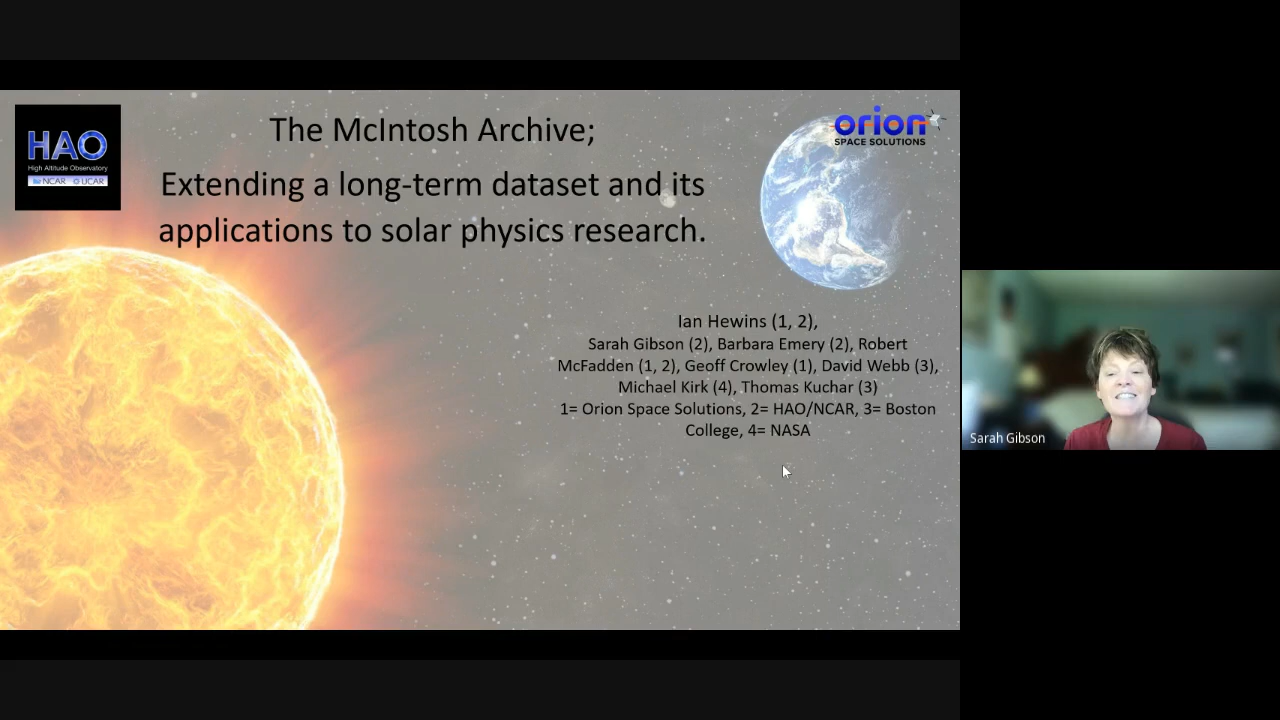 HAO
High Altitude Observatory
NCAR UCAR
The McIntosh Archive;
Extending a long-term dataset and its
applications to solar physics research.
orion
SPACE SOLUTIONS
Ian Hewins (1, 2),
Sarah Gibson (2), Barbara Emery (2), Robert
McFadden (1, 2), Geoff Crowley (1), David Webb (3),
Michael Kirk (4), Thomas Kuchar (3)
1= Orion Space Solutions, 2= HAO/NCAR, 3= Boston
College, 4= NASA
Sarah Gibson